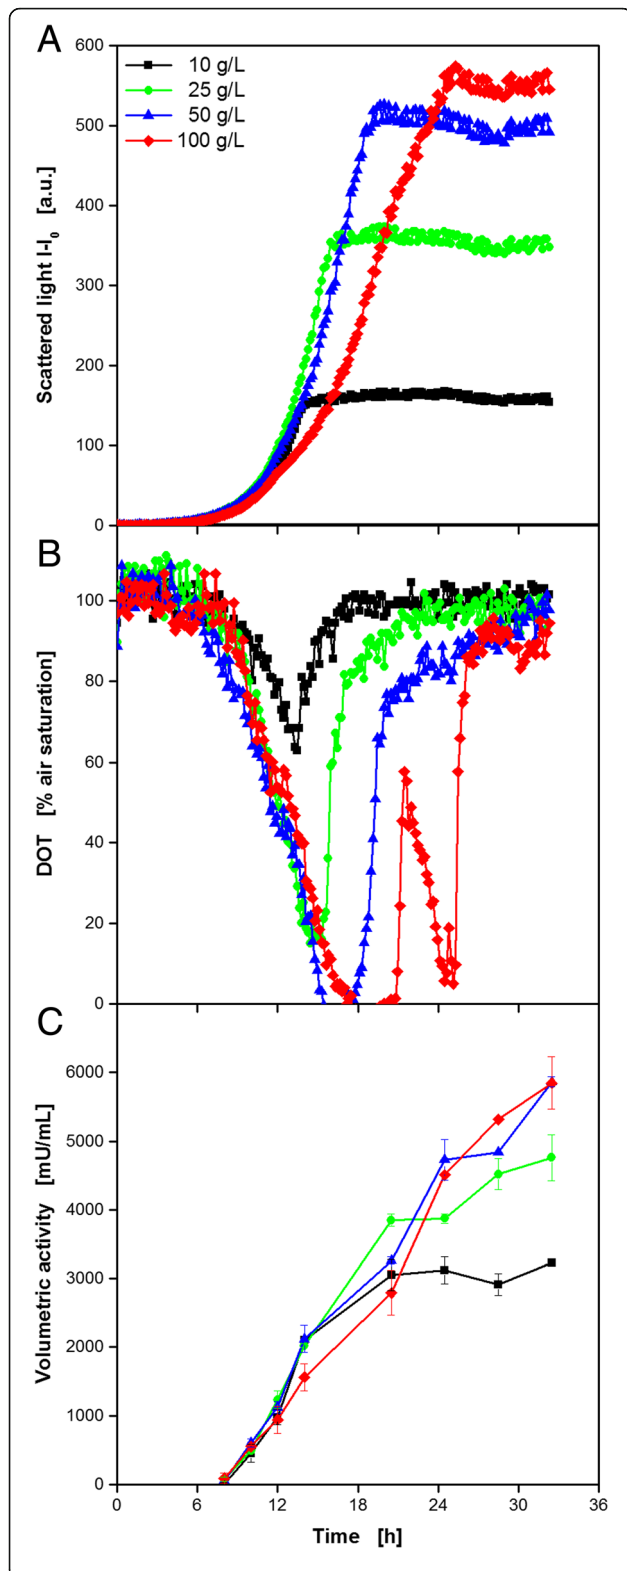 A
600
500
400
300
200
100
0
Scattered light I-I₀ [a.u.]
10 g/L
25 g/L
50 g/L
100 g/L
B
100
80
60
40
20
0
DOT [% air saturation]
C
6000
5000
4000
3000
2000
1000
0
Volumetric activity [mU/mL]
0 6 12 18 24 30 36
Time [h]